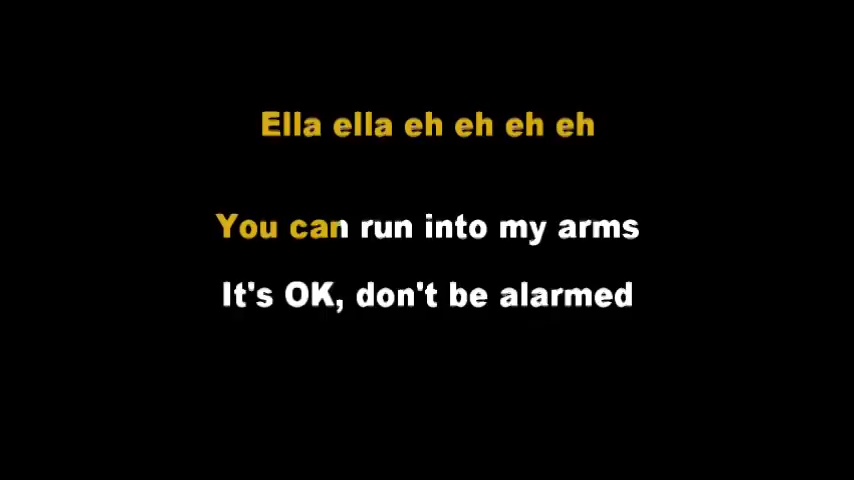 Ella ella eh eh eh eh
You can run into my arms
It's OK, don't be alarmed